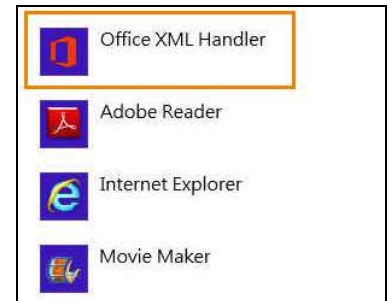 Office XML Handler
Adobe Reader
Internet Explorer
Movie Maker